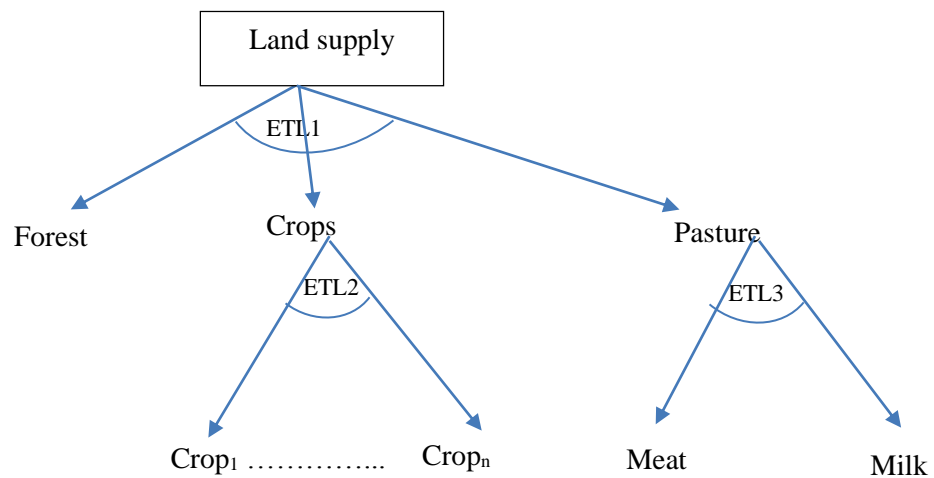 Land supply
ETL1
Forest
Crops
Pasture
ETL2
ETL3
Crop₁ …………... Cropₙ
Meat
Milk